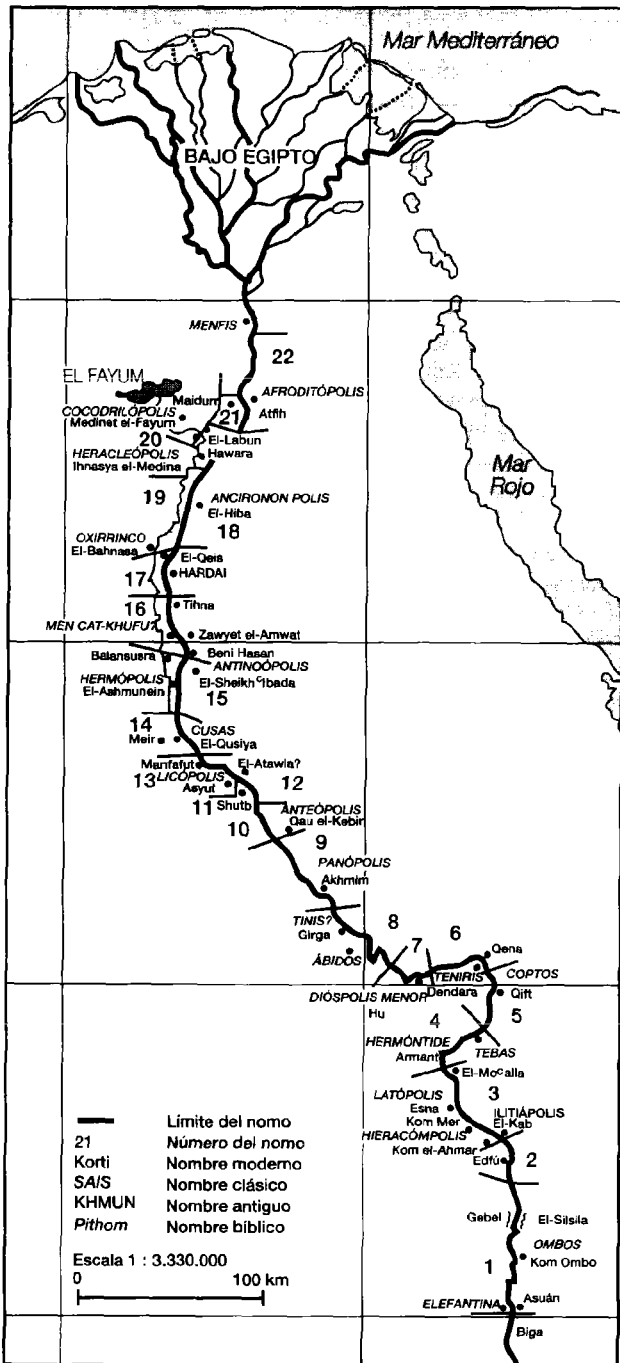 Mar Mediterráneo
BAJO EGIPTO
MENFIS
22
EL FAYUM
Maidum
AFRODITÓPOLIS
COCODRILÓPOLIS
21
Atfih
Medinet el-Fayum
20
El-Lahun
HERACLEÓPOLIS
Hawara
Ihnasya el-Medina
Mar
Rojo
19
ANCIRONON POLIS
18
El-Hiba
OXIRRINCO
El-Bahnasa
El-Qeis
17
HARDAI
16
Tihna
MEN CAT-KHUFU?
Zawyet el-Amwat
Balansura
Beni Hasan
ANTINOÓPOLIS
HERMÓPOLIS
El-Sheikh ͨIbada
El-Ashmunein
15
14
CUSAS
Meir
El-Qusiya
Manfafut
El-Atawla?
13
LICÓPOLIS
12
Asyut
11
Shutb
ANTEÓPOLIS
10
Qau el-Kebir
9
PANÓPOLIS
Akhmim
TINIS?
8
Girga
7
6
Qena
ÁBIDOS
TENIRIS
COPTOS
DIÓSPOLIS MENOR
Dendara
Qift
Hu
4
5
HERMÓNTIDE
TEBAS
Armant
El-Moͨalla
LATÓPOLIS
3
Esna
ILITIÁPOLIS
Kom Mer
El-Kab
HIERACÓMPOLIS
Kom el-Ahmar
Edfú
2
Gebel
El-Silsila
OMBOS
1
Kom Ombo
ELEFANTINA
Asuán
Biga
Límite del nomo
21 Número del nomo
Korti Nombre moderno
SAIS Nombre clásico
KHMUN Nombre antiguo
Pithom Nombre bíblico
Escala 1 : 3.330.000
0 100 km